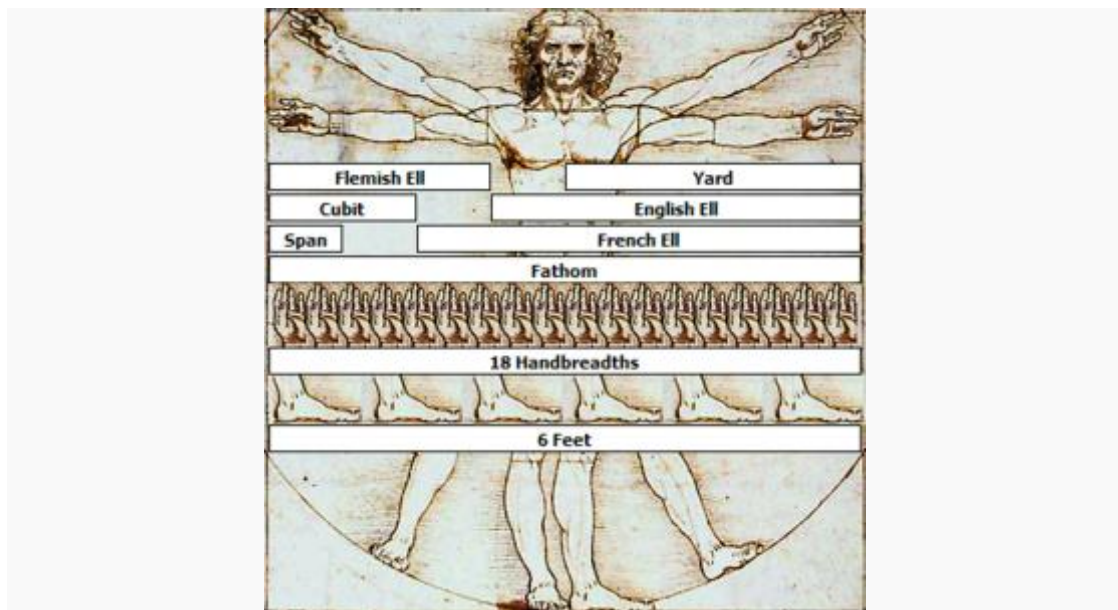 Flemish Ell Yard
Cubit English Ell
Span French Ell
Fathom
18 Handbreadths
6 Feet